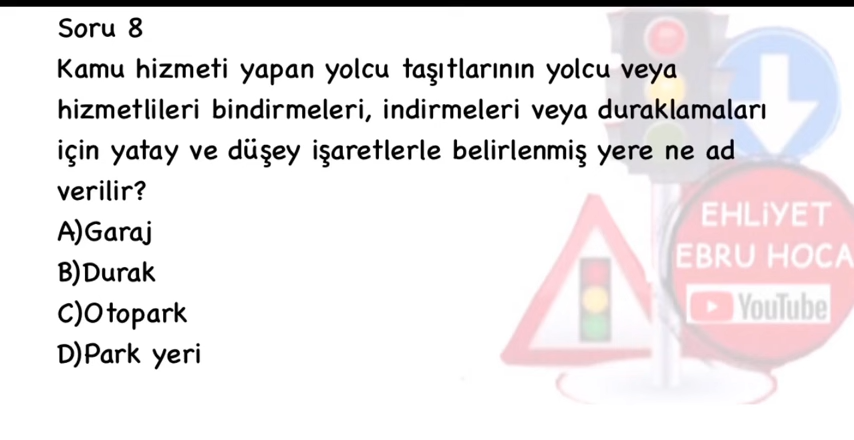 Soru 8
Kamu hizmeti yapan yolcu taşıtlarının yolcu veya
hizmetlileri bindirmeleri, indirmeleri veya duraklamaları
için yatay ve düşey işaretlerle belirlenmiş yere ne ad
verilir?
A)Garaj
B)Durak
C)Otopark
D)Park yeri
EHLİYET
EBRU HOCA
YouTube